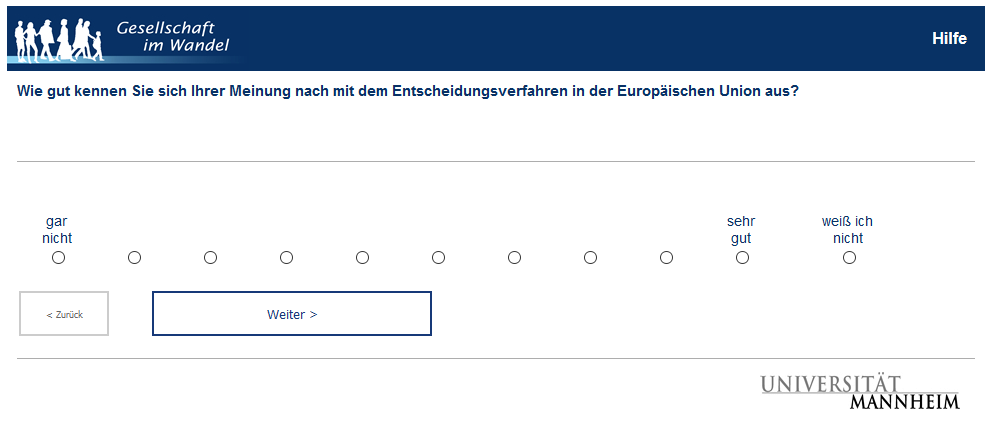 Gesellschaft
im Wandel
Hilfe
Wie gut kennen Sie sich Ihrer Meinung nach mit dem Entscheidungsverfahren in der Europäischen Union aus?
gar
nicht
sehr
gut
weiß ich
nicht
< Zurück
Weiter >
UNIVERSITÄT
MANNHEIM